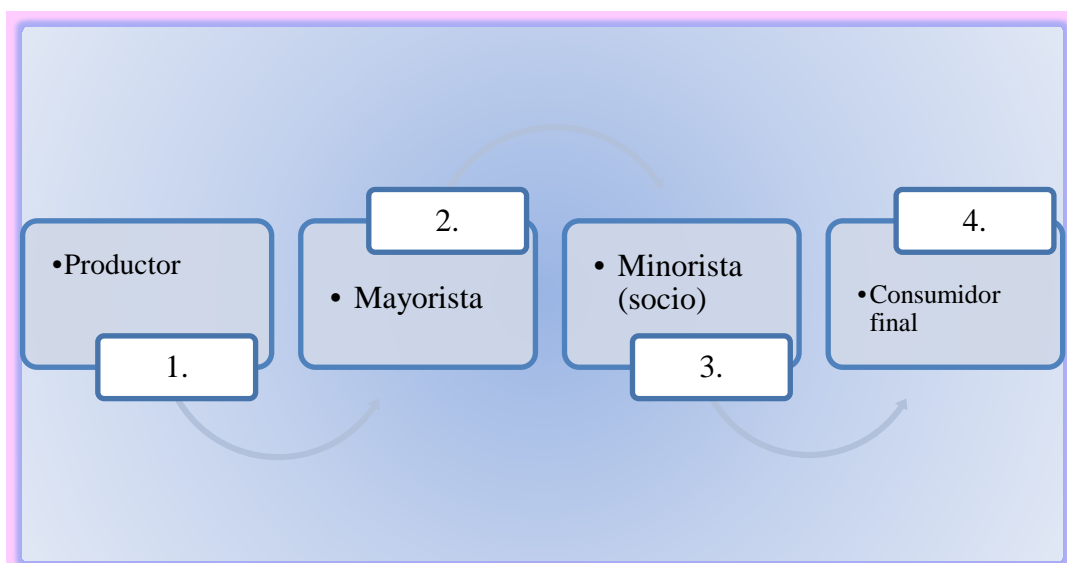 •Productor
1.
2.
• Mayorista
• Minorista
(socio)
3.
4.
•Consumidor
final